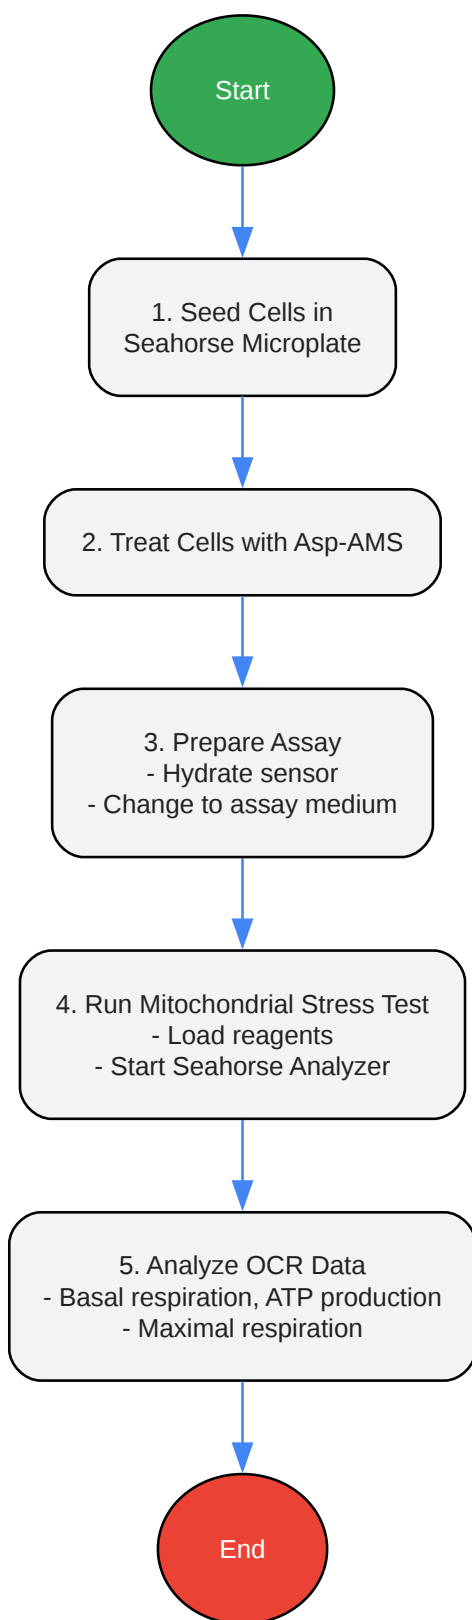 Start
1. Seed Cells in
Seahorse Microplate
2. Treat Cells with Asp-AMS
3. Prepare Assay
- Hydrate sensor
- Change to assay medium
4. Run Mitochondrial Stress Test
- Load reagents
- Start Seahorse Analyzer
5. Analyze OCR Data
- Basal respiration, ATP production
- Maximal respiration
End